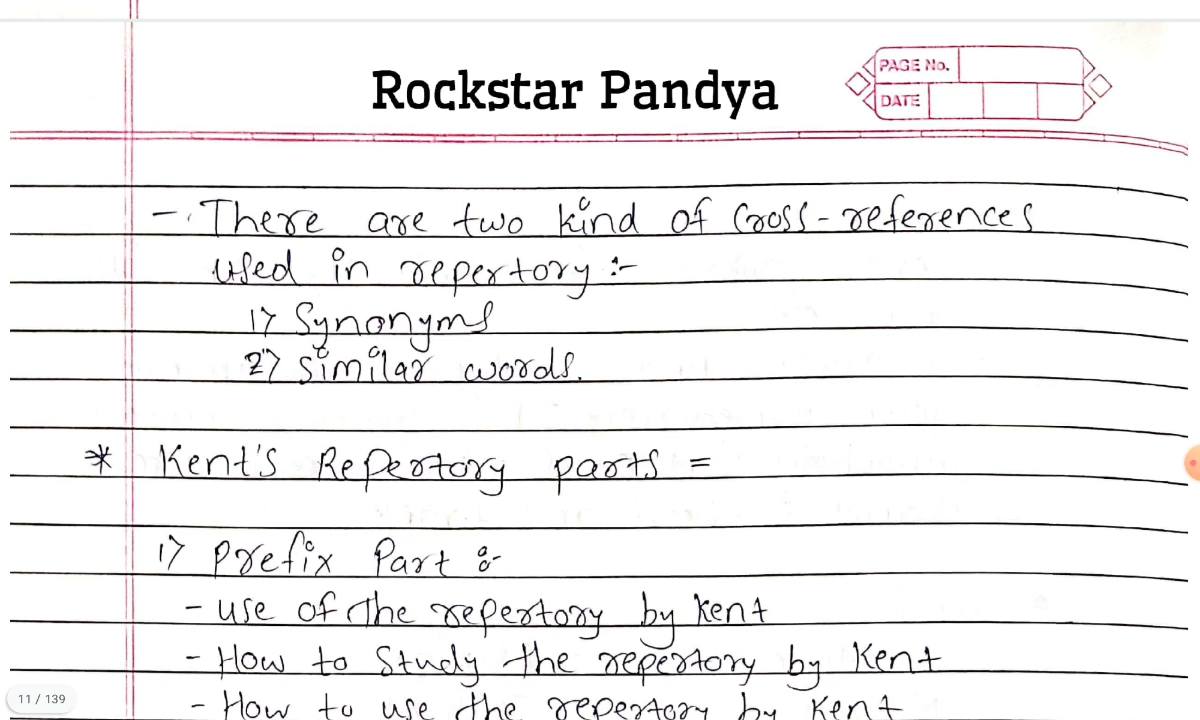 Rockstar Pandya
PAGE No.
DATE
- There are two kind of Cross-references
used in repertory :-
1> Synonyms
2> similar words.
* Kent's Repertory parts =
1> Prefix Part :-
- use of the repertory by Kent
- How to study the repertory by Kent
- How to use the repertory by Kent
11 / 139